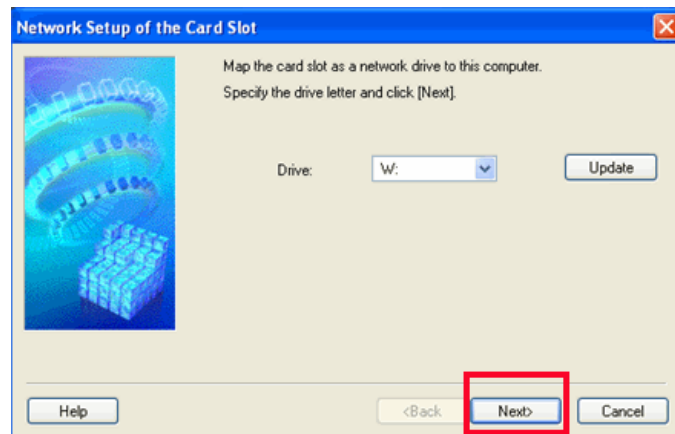 Network Setup of the Card Slot
Map the card slot as a network drive to this computer.
Specify the drive letter and click [Next].
Drive: W: Update
Help <Back Next> Cancel